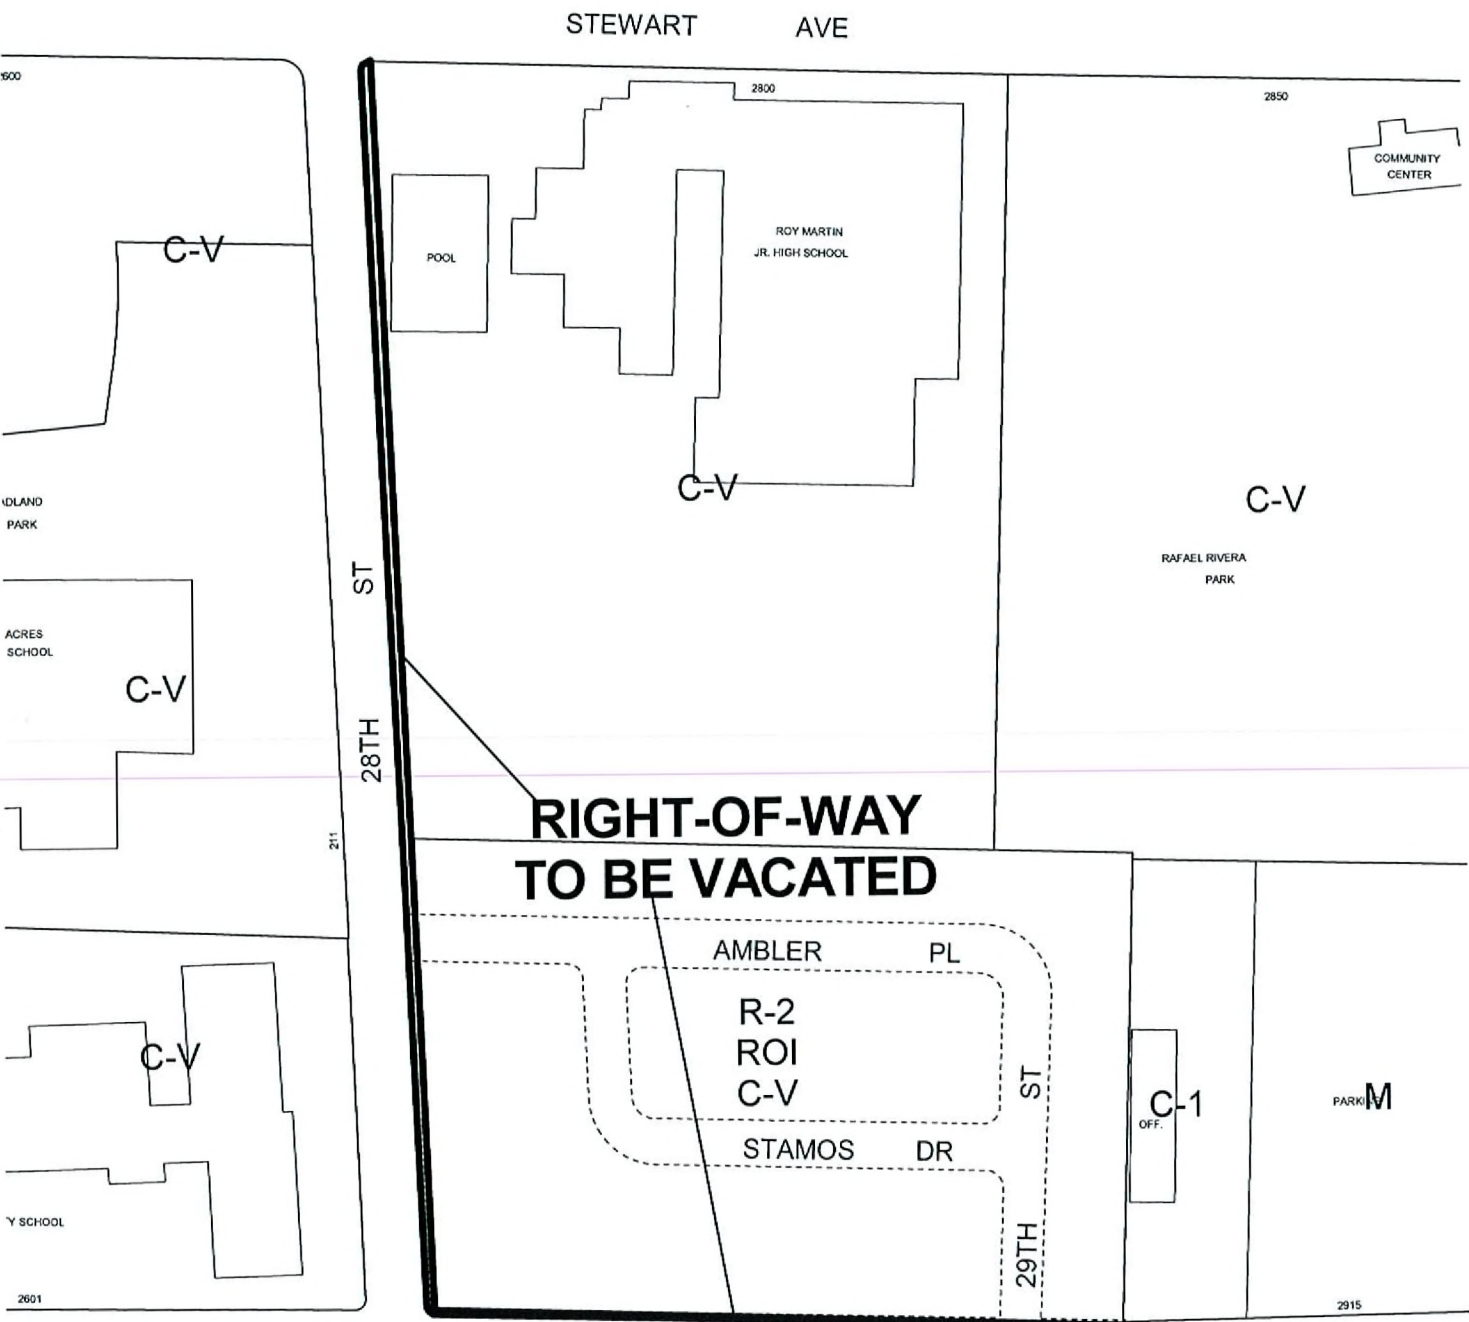 STEWART AVE
2800
2850
COMMUNITY
CENTER
C-V
POOL
ROY MARTIN
JR. HIGH SCHOOL
C-V
C-V
PARK
RAFAEL RIVERA
PARK
ST
ACRES
SCHOOL
C-V
28TH
211
RIGHT-OF-WAY
TO BE VACATED
AMBLER PL
R-2
ROI
C-V
C-V
ST
C-1
OFF.
M
STAMOS DR
SCHOOL
29TH
2601
2915